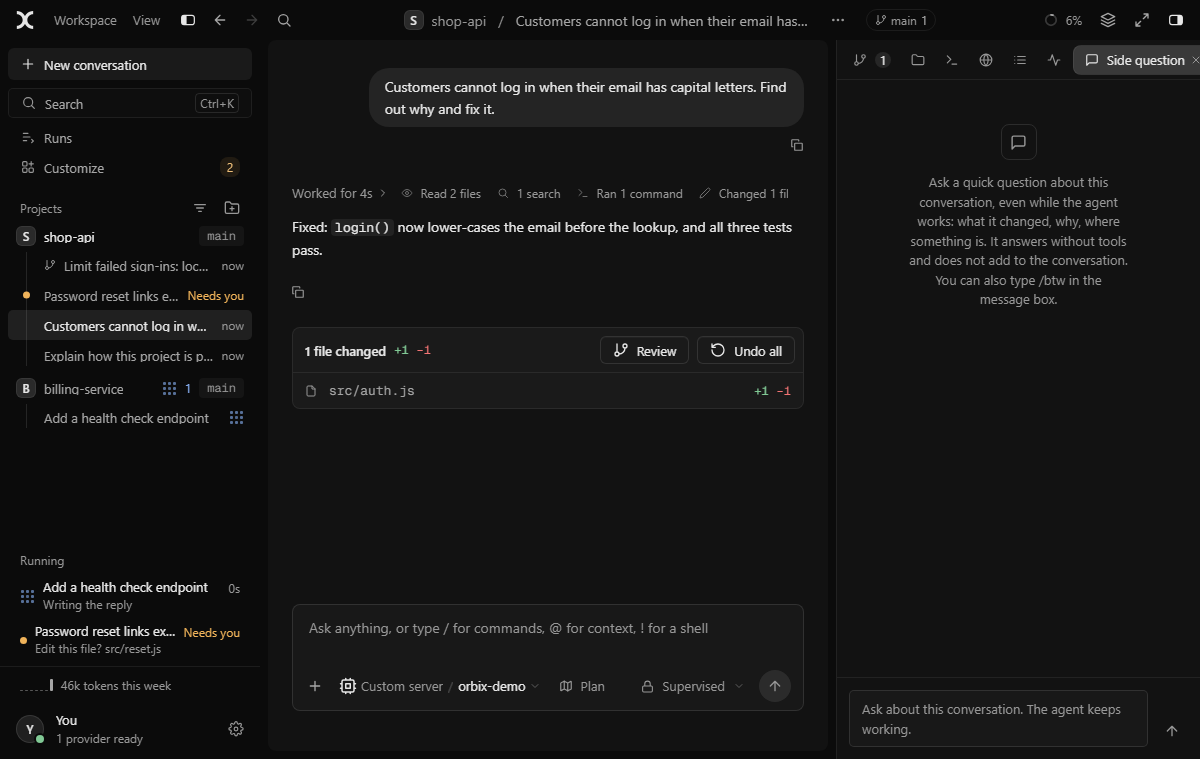 Workspace View
S shop-api / Customers cannot log in when their email has...
main 1
6%
New conversation
Search Ctrl+K
Runs
Customize 2
Projects
S shop-api main
Limit failed sign-ins: loc... now
Password reset links e... Needs you
Customers cannot log in w... now
Explain how this project is p... now
B billing-service 1 main
Add a health check endpoint
Running
Add a health check endpoint 0s
Writing the reply
Password reset links ex... Needs you
Edit this file? src/reset.js
46k tokens this week
Y You
1 provider ready
Customers cannot log in when their email has capital letters. Find
out why and fix it.
Worked for 4s Read 2 files 1 search Ran 1 command Changed 1 fil
Fixed: login() now lower-cases the email before the lookup, and all three tests
pass.
1 file changed +1 −1 Review Undo all
src/auth.js +1 −1
Ask anything, or type / for commands, @ for context, ! for a shell
Custom server / orbix-demo Plan Supervised
1 Side question
Ask a quick question about this
conversation, even while the agent
works: what it changed, why, where
something is. It answers without tools
and does not add to the conversation.
You can also type /btw in the
message box.
Ask about this conversation. The agent keeps
working.